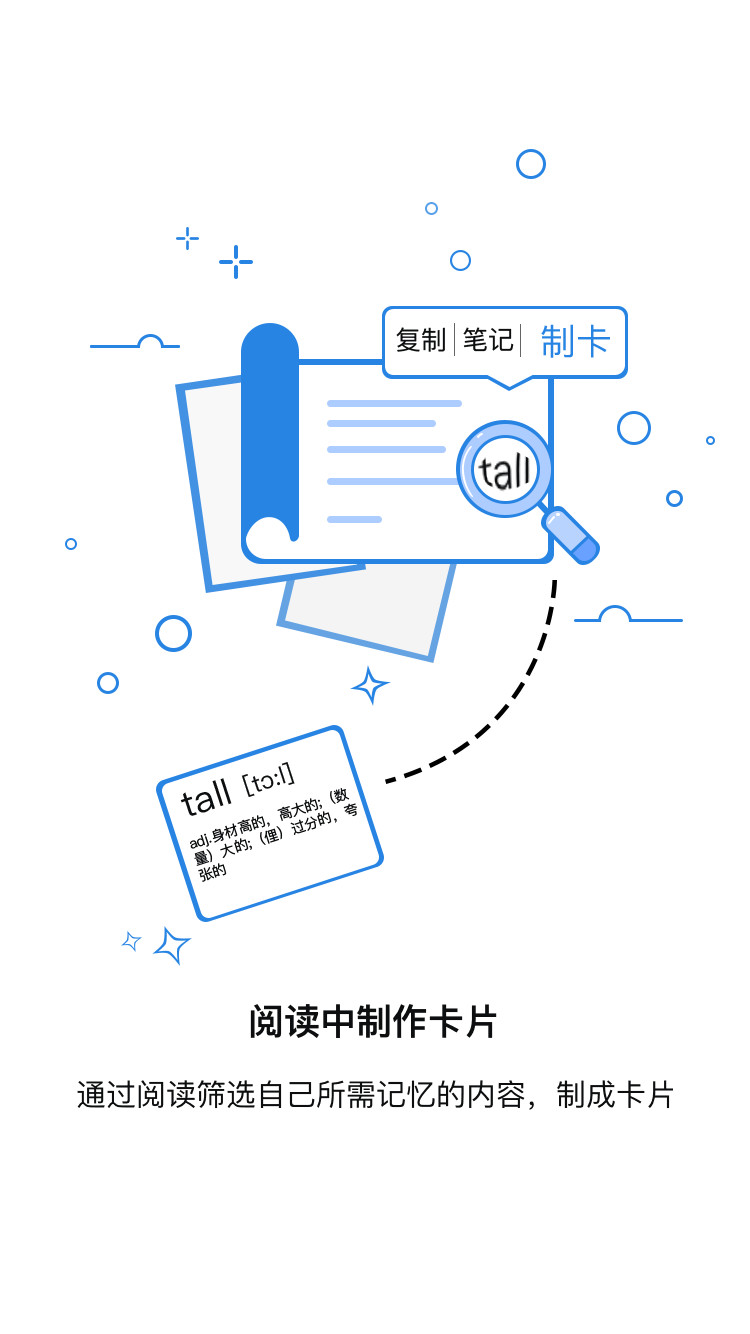 复制 笔记 制卡
tall
tall [tɔ:l]
adj.身材高的，高大的;（数
量）大的;（俚）过分的，夸
张的
阅读中制作卡片
通过阅读筛选自己所需记忆的内容，制成卡片